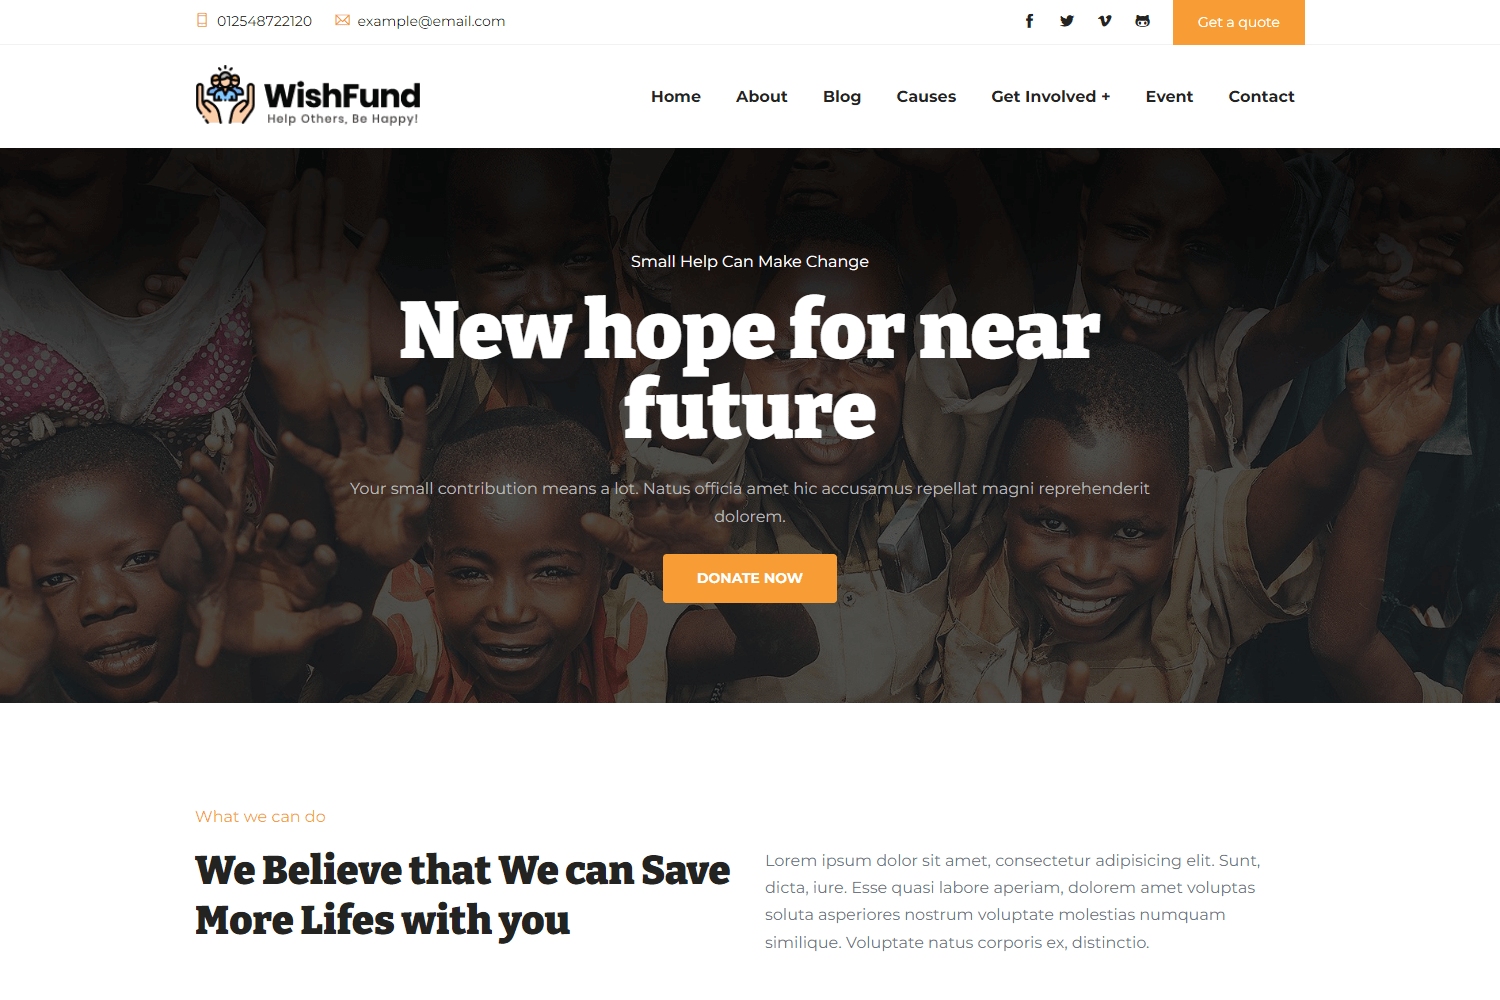 012548722120 example@email.com
Get a quote
WishFund
Help Others, Be Happy!
Home About Blog Causes Get Involved + Event Contact
Small Help Can Make Change
New hope for near
future
Your small contribution means a lot. Natus officia amet hic accusamus repellat magni reprehenderit
dolorem.
DONATE NOW
What we can do
We Believe that We can Save
More Lifes with you
Lorem ipsum dolor sit amet, consectetur adipisicing elit. Sunt,
dicta, iure. Esse quasi labore aperiam, dolorem amet voluptas
soluta asperiores nostrum voluptate molestias numquam
similique. Voluptate natus corporis ex, distinctio.